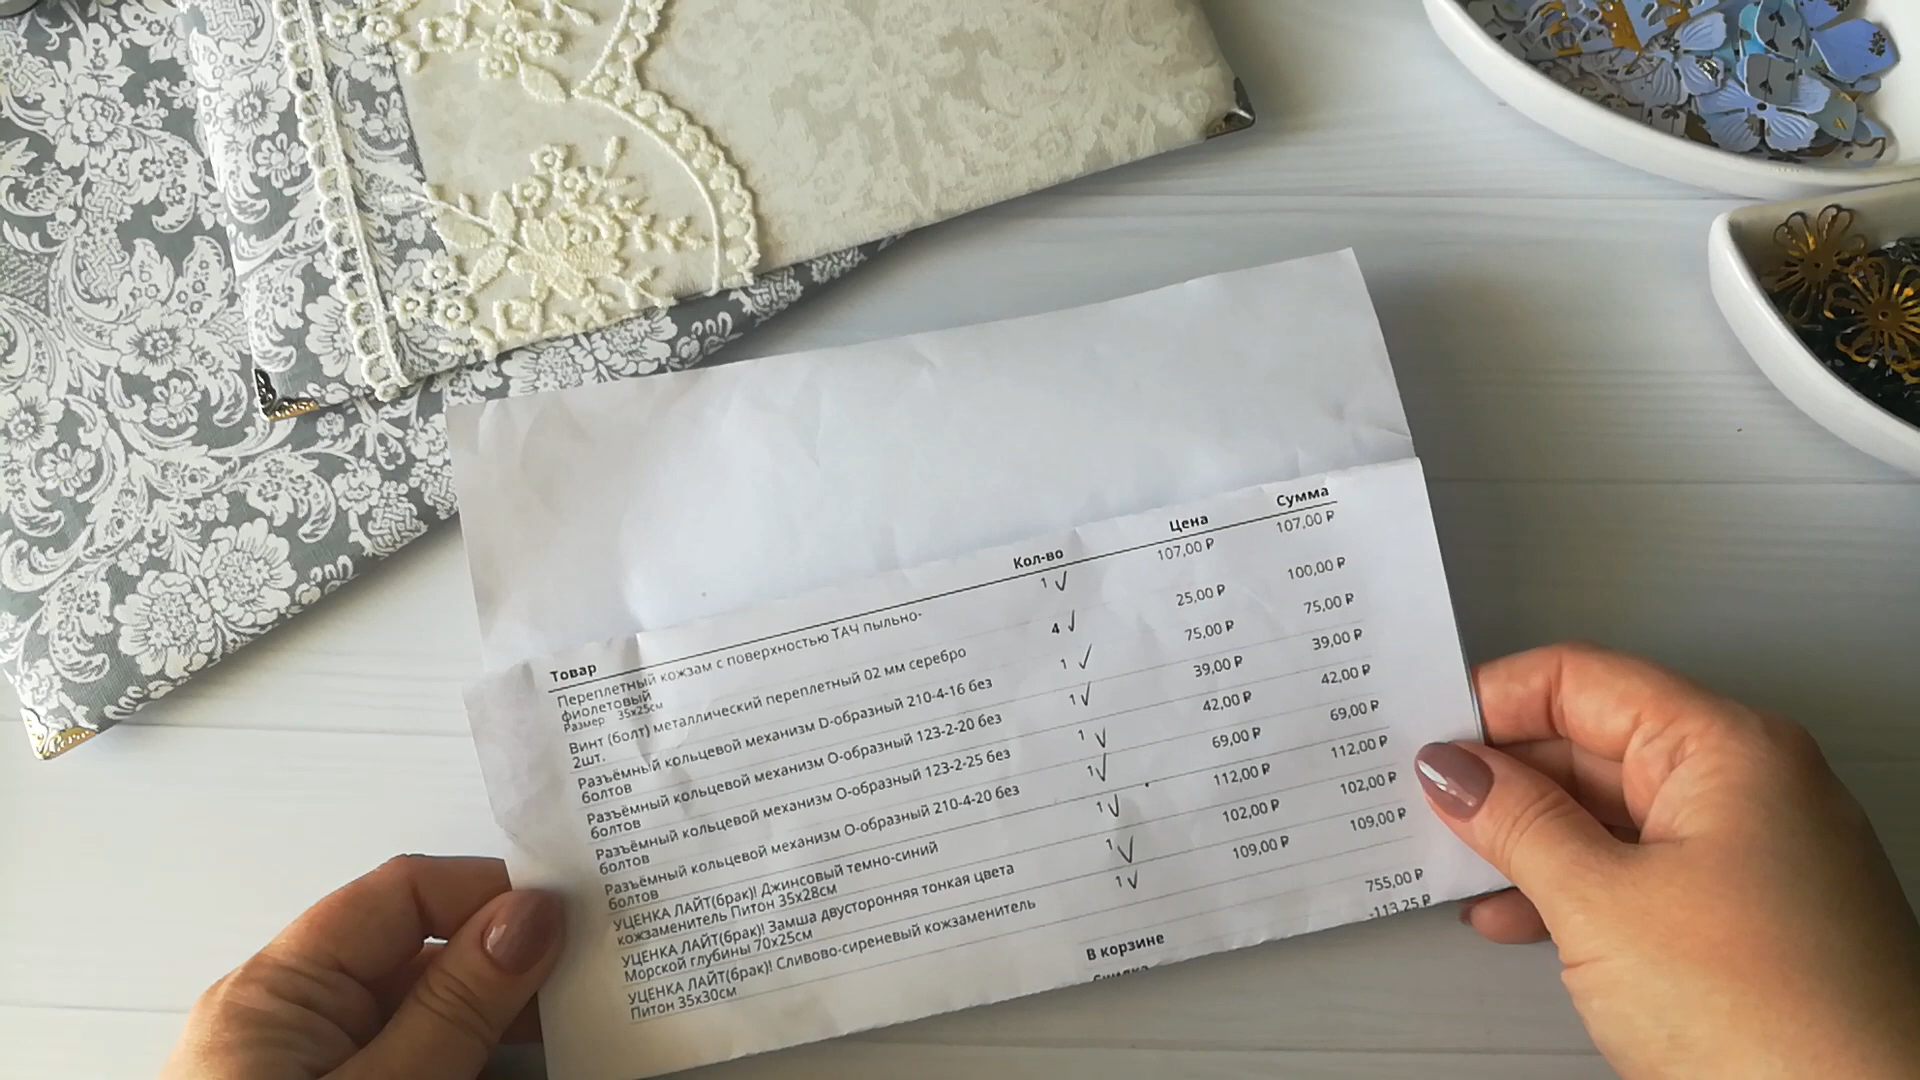 Товар Кол-во Цена Сумма
Переплетный кожзам с поверхностью ТАЧ пыльно- 1 107,00 ₽ 107,00 ₽
фиолетовый
Размер 35x25см
Винт (болт) металлический переплетный 02 мм серебро 4 25,00 ₽ 100,00 ₽
2шт.
Разъёмный кольцевой механизм D-образный 210-4-16 без 1 75,00 ₽ 75,00 ₽
болтов
Разъёмный кольцевой механизм О-образный 123-2-20 без 1 39,00 ₽ 39,00 ₽
болтов
Разъёмный кольцевой механизм О-образный 123-2-25 без 1 42,00 ₽ 42,00 ₽
болтов
Разъёмный кольцевой механизм О-образный 210-4-20 без 1 69,00 ₽ 69,00 ₽
болтов
УЦЕНКА ЛАЙТ(брак)! Джинсовый темно-синий 1 112,00 ₽ 112,00 ₽
кожзаменитель Питон 35x28см
УЦЕНКА ЛАЙТ(брак)! Замша двусторонняя тонкая цвета 1 102,00 ₽ 102,00 ₽
Морской глубины 70x25см
УЦЕНКА ЛАЙТ(брак)! Сливово-сиреневый кожзаменитель 1 109,00 ₽ 109,00 ₽
Питон 35x30см
В корзине 755,00 ₽
Скидка -113,25 ₽